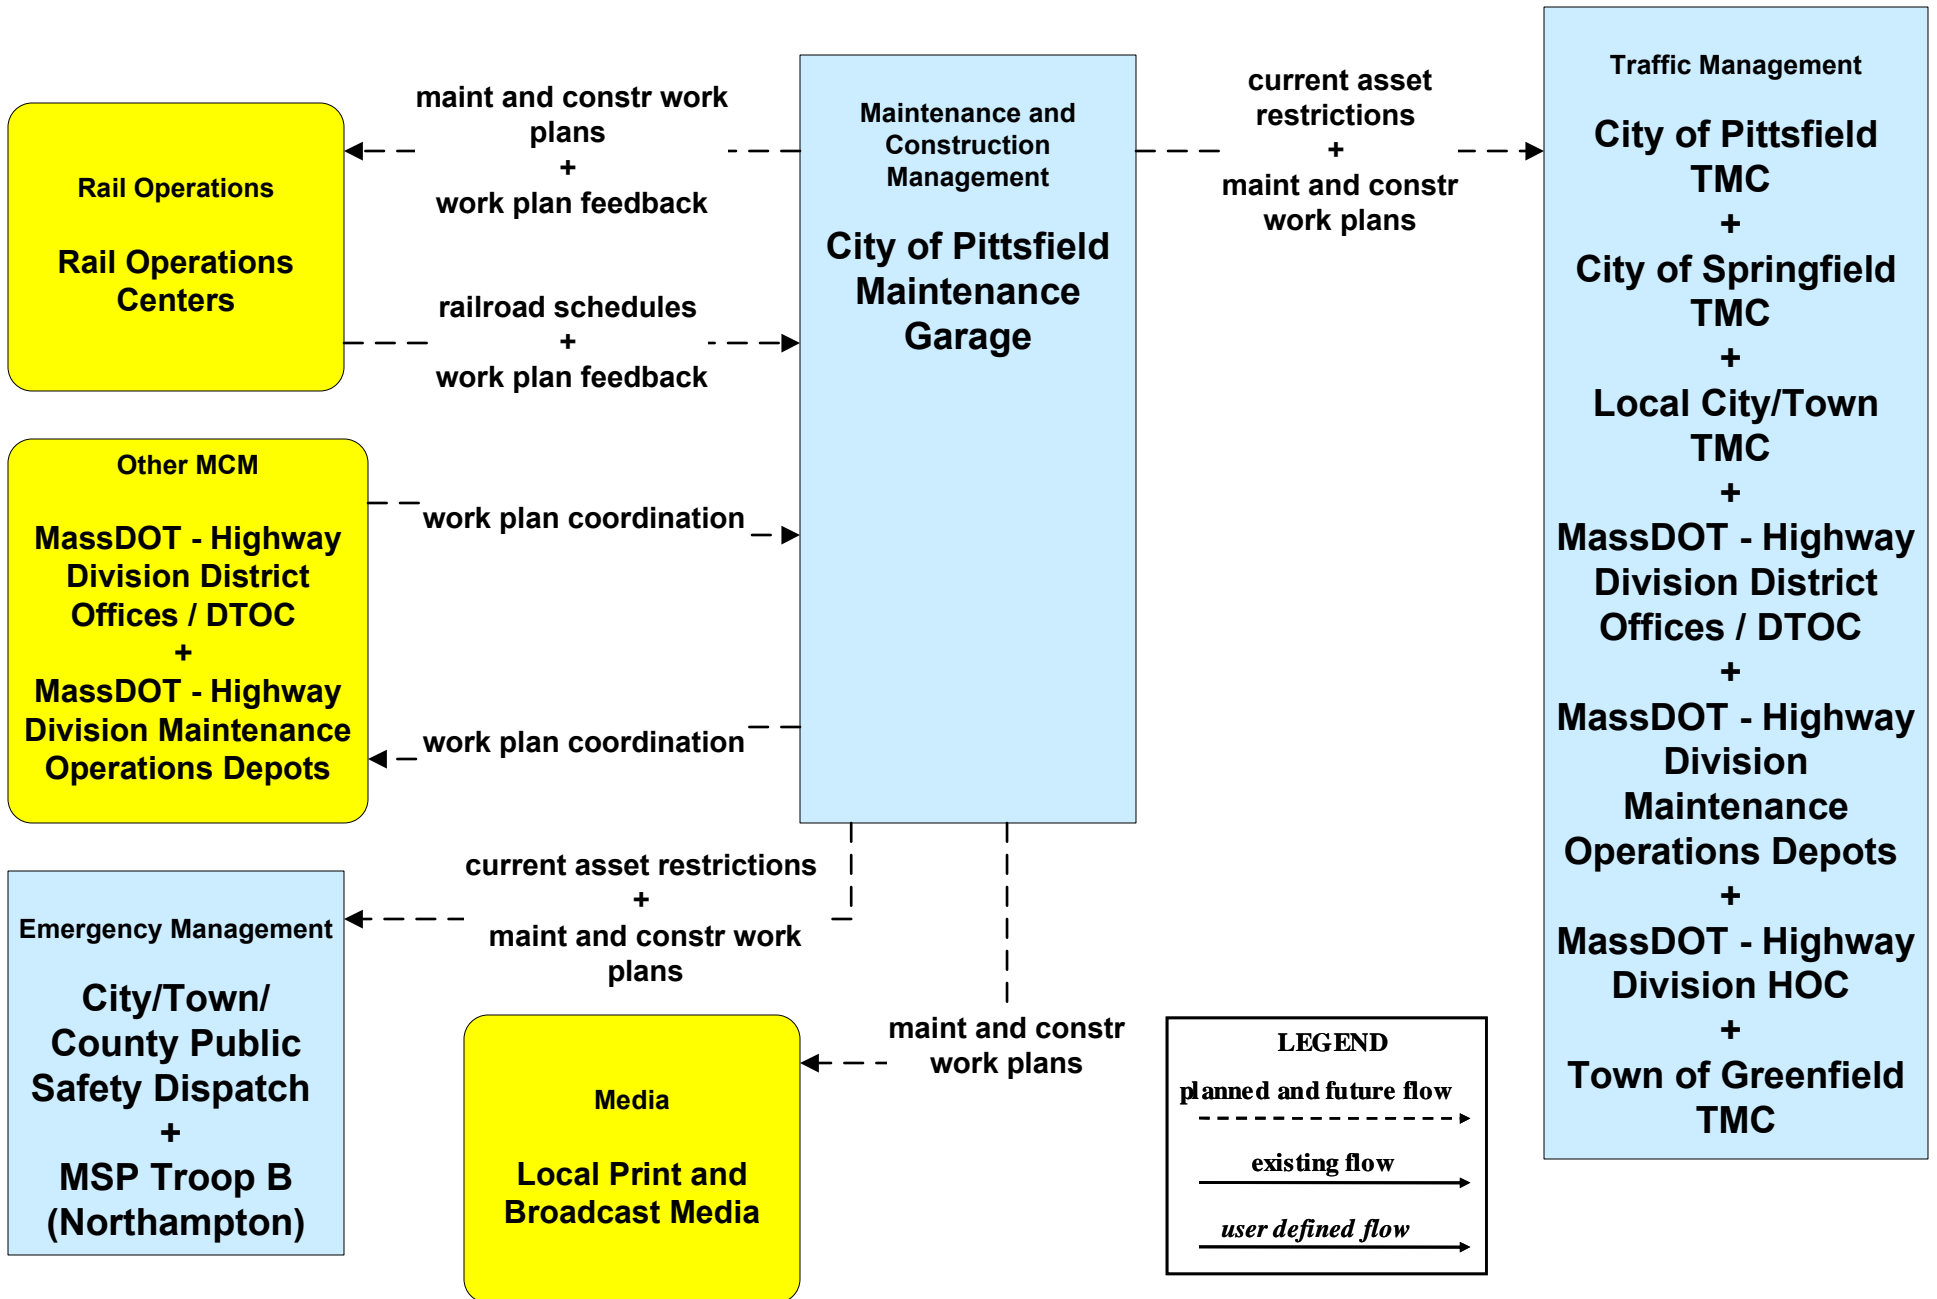 Rail Operations
Rail Operations
Centers
maint and constr work
plans
+
work plan feedback
railroad schedules
+
work plan feedback
Other MCM
MassDOT - Highway
Division District
Offices / DTOC
+
MassDOT - Highway
Division Maintenance
Operations Depots
work plan coordination
work plan coordination
Maintenance and
Construction
Management
City of Pittsfield
Maintenance
Garage
current asset
restrictions
+
maint and constr
work plans
Traffic Management
City of Pittsfield
TMC
+
City of Springfield
TMC
+
Local City/Town
TMC
+
MassDOT - Highway
Division District
Offices / DTOC
+
MassDOT - Highway
Division
Maintenance
Operations Depots
+
MassDOT - Highway
Division HOC
+
Town of Greenfield
TMC
Emergency Management
City/Town/
County Public
Safety Dispatch
+
MSP Troop B
(Northampton)
current asset restrictions
+
maint and constr work
plans
Media
Local Print and
Broadcast Media
maint and constr
work plans
LEGEND
planned and future flow
existing flow
user defined flow